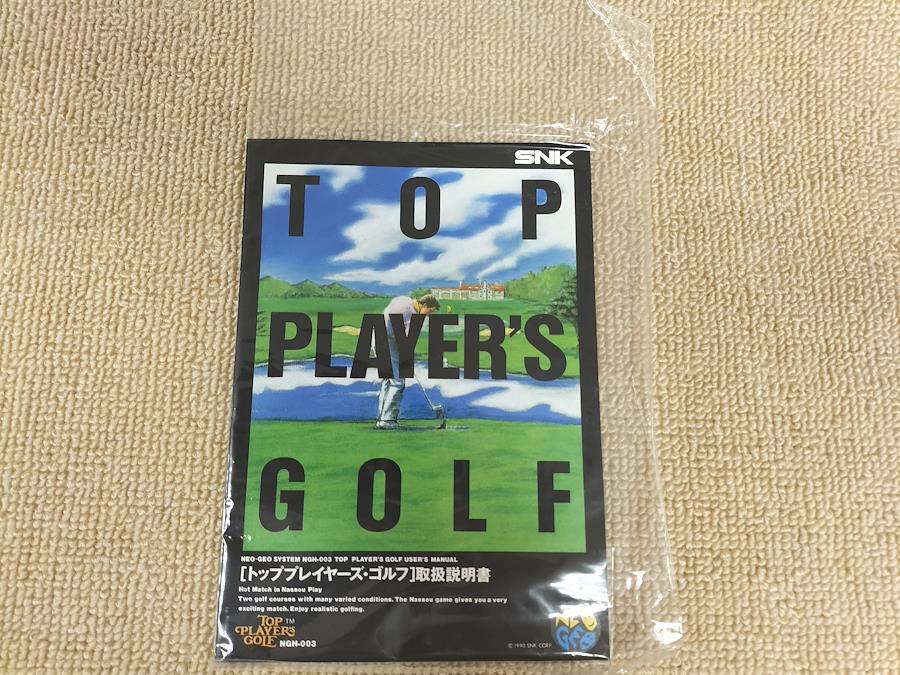 SNK
TOP
PLAYER'S
GOLF
NEO·GEO SYSTEM NGH-003 TOP PLAYER'S GOLF USER'S MANUAL
[トッププレイヤーズ・ゴルフ]取扱説明書
Hot Match in Nassou Play
Two golf courses with many varied conditions. The Nassou game gives you a very
exciting match. Enjoy realistic golfing.
TOP TM
PLAYER'S
GOLF NGH-003
NEO
GEO
© 1990 SNK CORP.